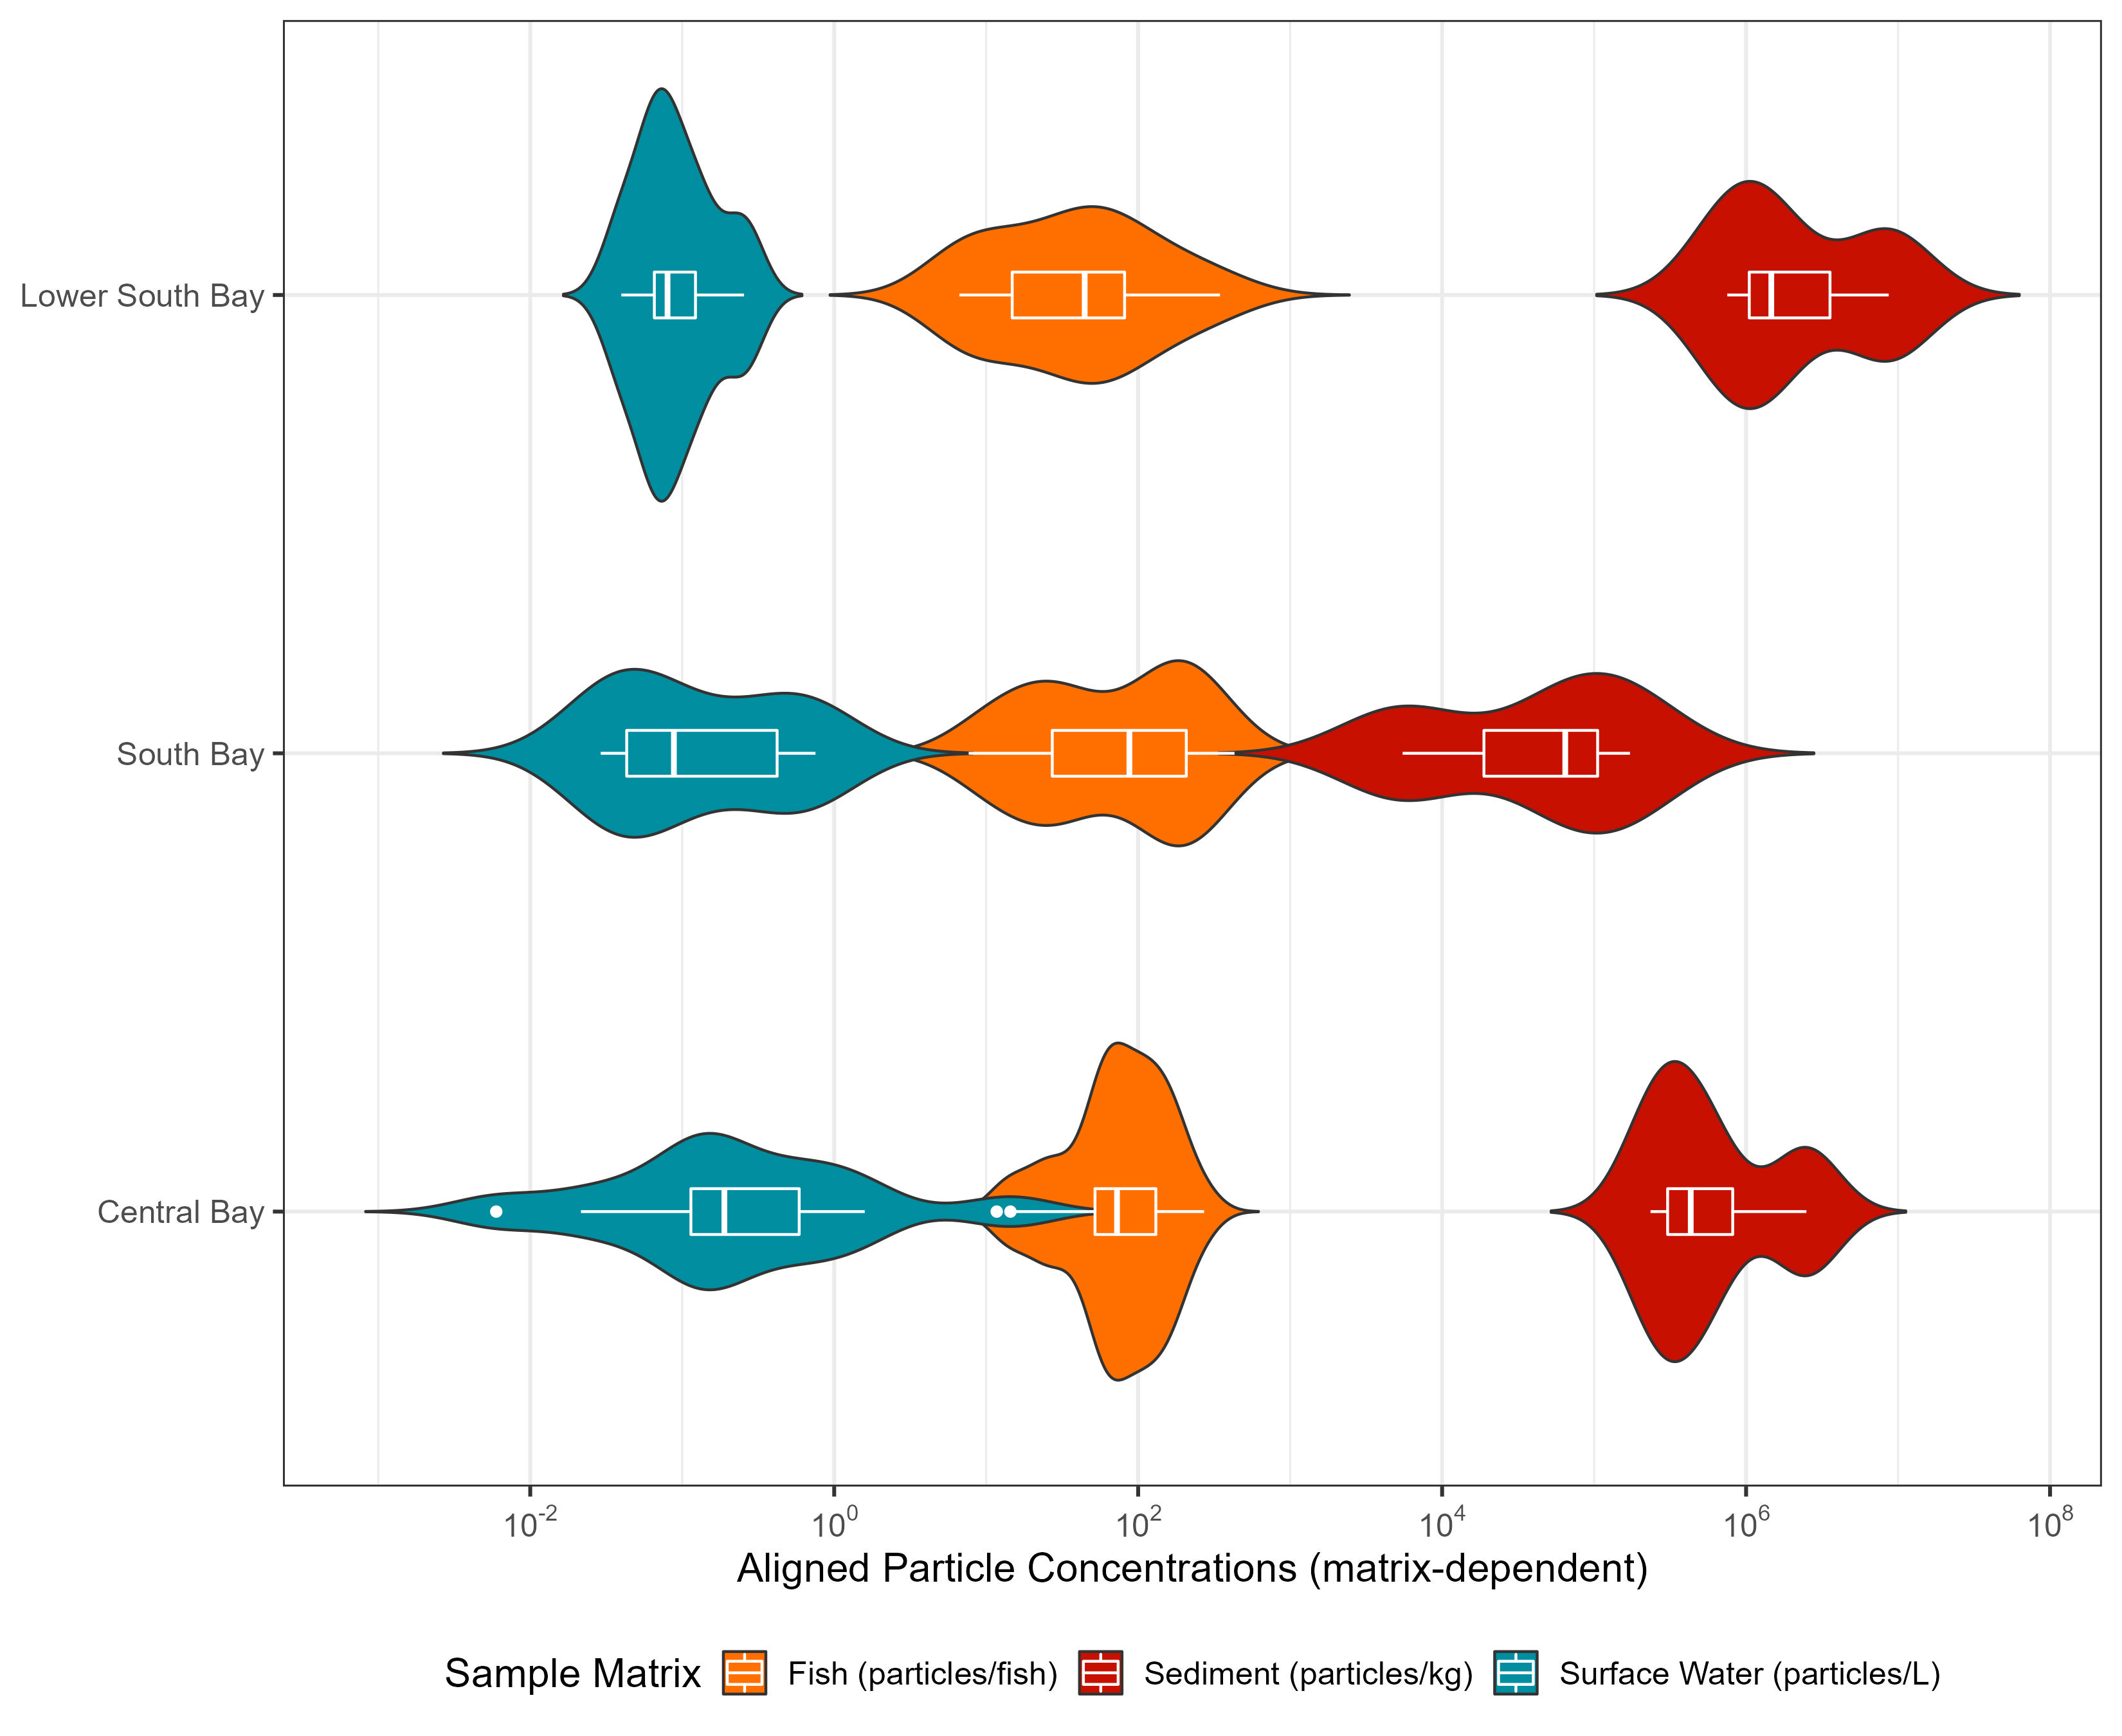 Lower South Bay
South Bay
Central Bay
10-2 100 102 104 106 108
Aligned Particle Concentrations (matrix-dependent)
Sample Matrix Fish (particles/fish) Sediment (particles/kg) Surface Water (particles/L)